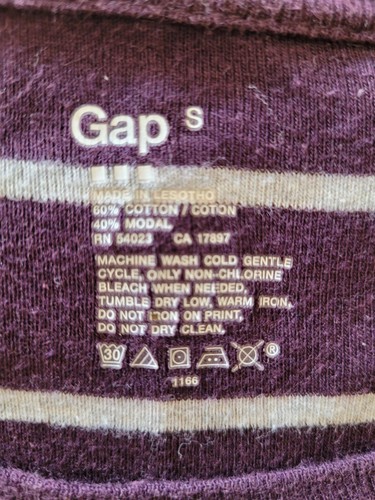 Gap S
MADE IN LESOTHO
60% COTTON / COTON
40% MODAL
RN 54023 CA 17897
MACHINE WASH COLD GENTLE
CYCLE, ONLY NON-CHLORINE
BLEACH WHEN NEEDED,
TUMBLE DRY LOW, WARM IRON,
DO NOT IRON ON PRINT,
DO NOT DRY CLEAN.
30 ®
1166